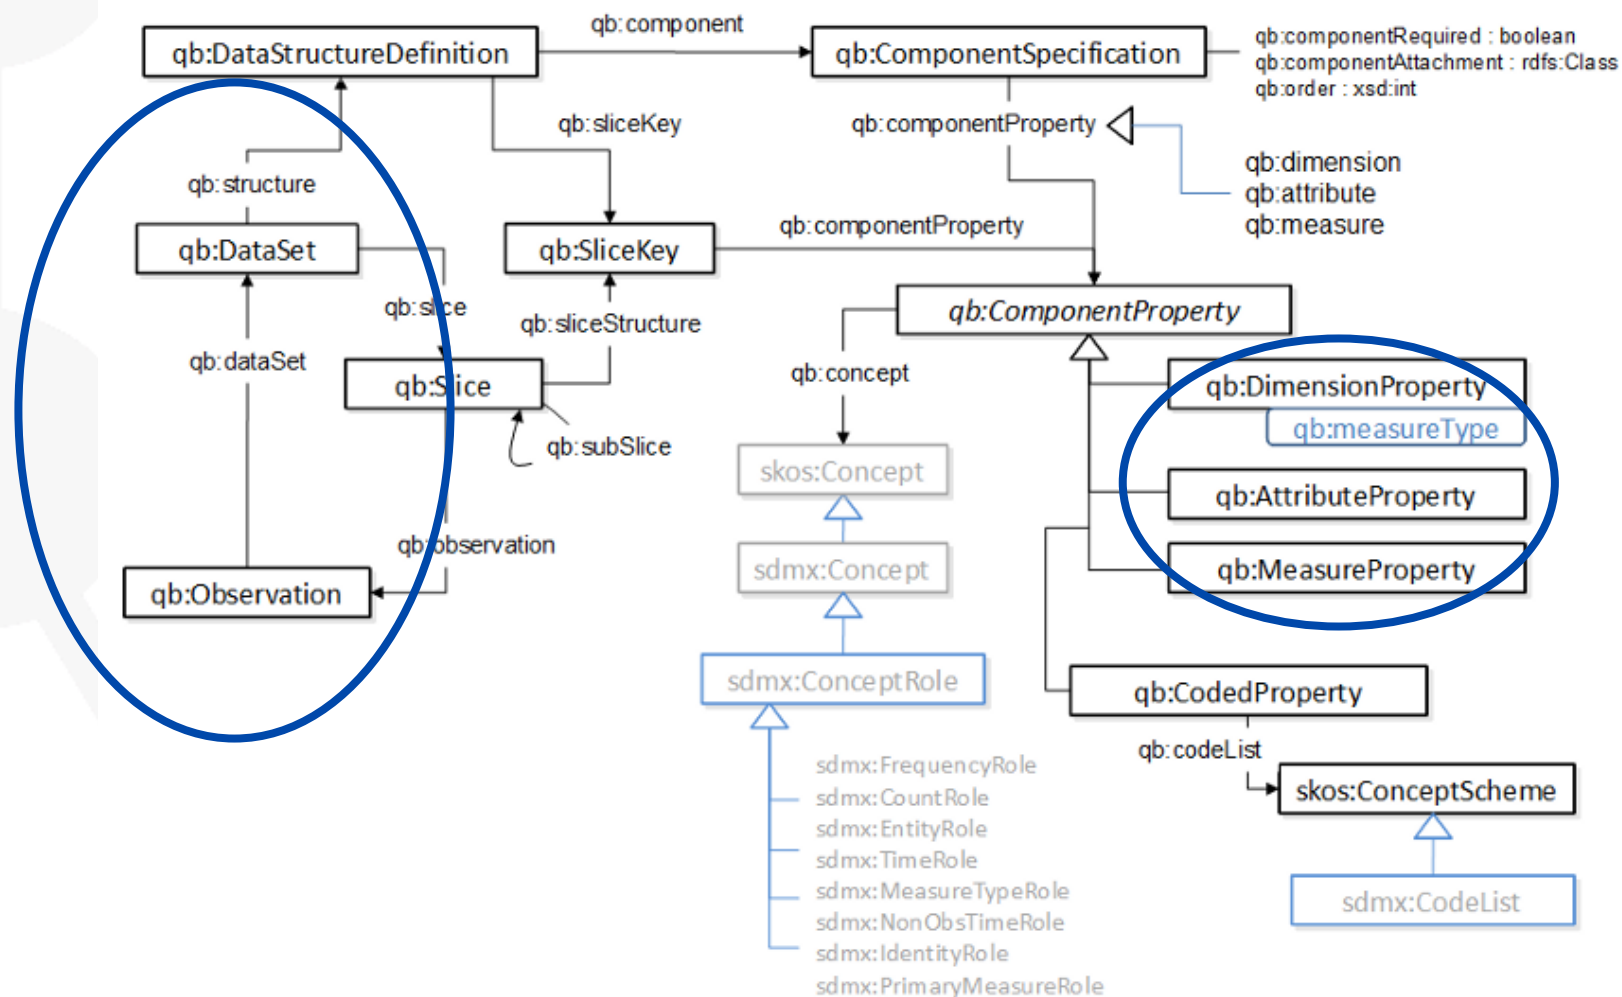 qb:component
qb:DataStructureDefinition
qb:ComponentSpecification
qb:componentRequired : boolean
qb:componentAttachment : rdfs:Class
qb:order : xsd:int
qb:sliceKey
qb:componentProperty
qb:dimension
qb:attribute
qb:measure
qb:structure
qb:DataSet
qb:SliceKey
qb:componentProperty
qb:slice
qb:sliceStructure
qb:ComponentProperty
qb:dataSet
qb:Slice
qb:concept
qb:DimensionProperty
qb:measureType
qb:subSlice
skos:Concept
qb:AttributeProperty
qb:observation
sdmx:Concept
qb:MeasureProperty
qb:Observation
sdmx:ConceptRole
qb:CodedProperty
qb:codeList
skos:ConceptScheme
sdmx:FrequencyRole
sdmx:CountRole
sdmx:EntityRole
sdmx:TimeRole
sdmx:MeasureTypeRole
sdmx:NonObsTimeRole
sdmx:IdentityRole
sdmx:PrimaryMeasureRole
sdmx:CodeList